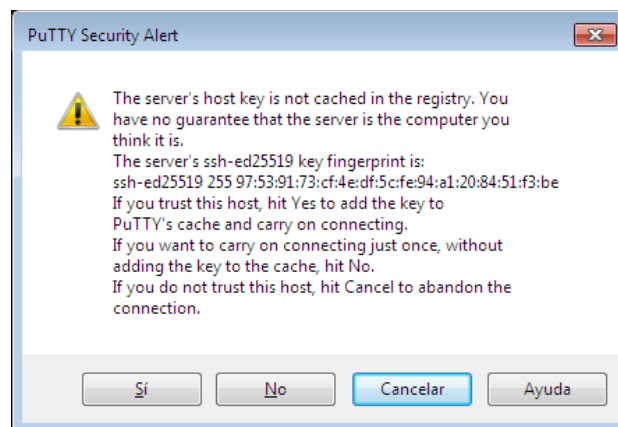 PuTTY Security Alert
The server's host key is not cached in the registry. You
have no guarantee that the server is the computer you
think it is.
The server's ssh-ed25519 key fingerprint is:
ssh-ed25519 255 97:53:91:73:cf:4e:df:5c:fe:94:a1:20:84:51:f3:be
If you trust this host, hit Yes to add the key to
PuTTY's cache and carry on connecting.
If you want to carry on connecting just once, without
adding the key to the cache, hit No.
If you do not trust this host, hit Cancel to abandon the
connection.
Sí No Cancelar Ayuda